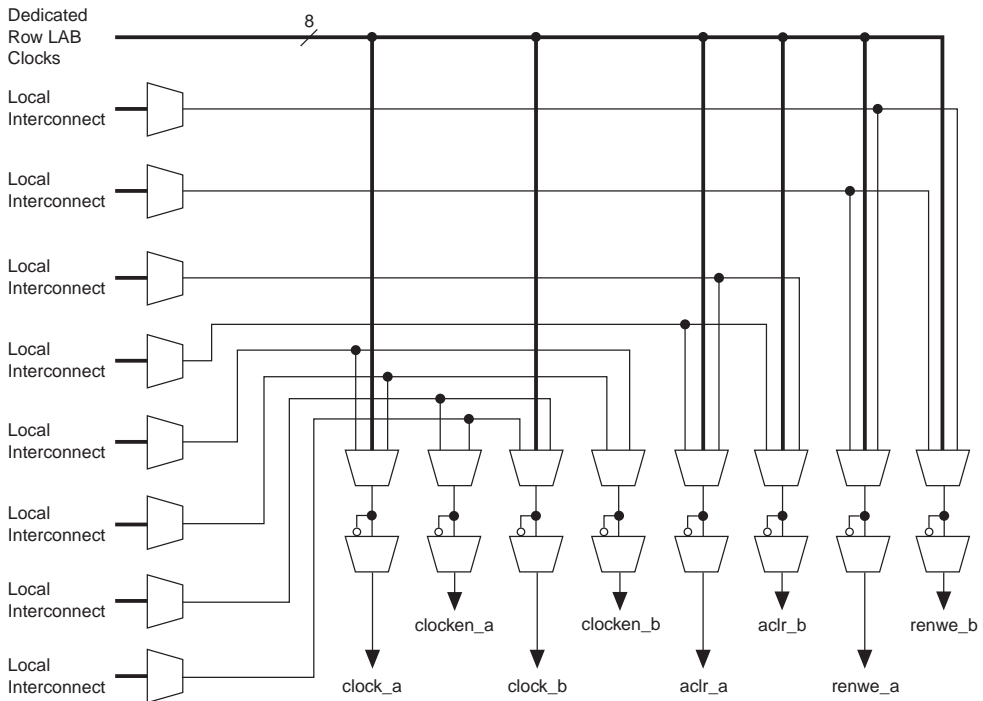 Dedicated
Row LAB
Clocks
8
Local
Interconnect
Local
Interconnect
Local
Interconnect
Local
Interconnect
Local
Interconnect
Local
Interconnect
Local
Interconnect
Local
Interconnect
clocken_a
clocken_b
aclr_b
renwe_b
clock_a
clock_b
aclr_a
renwe_a